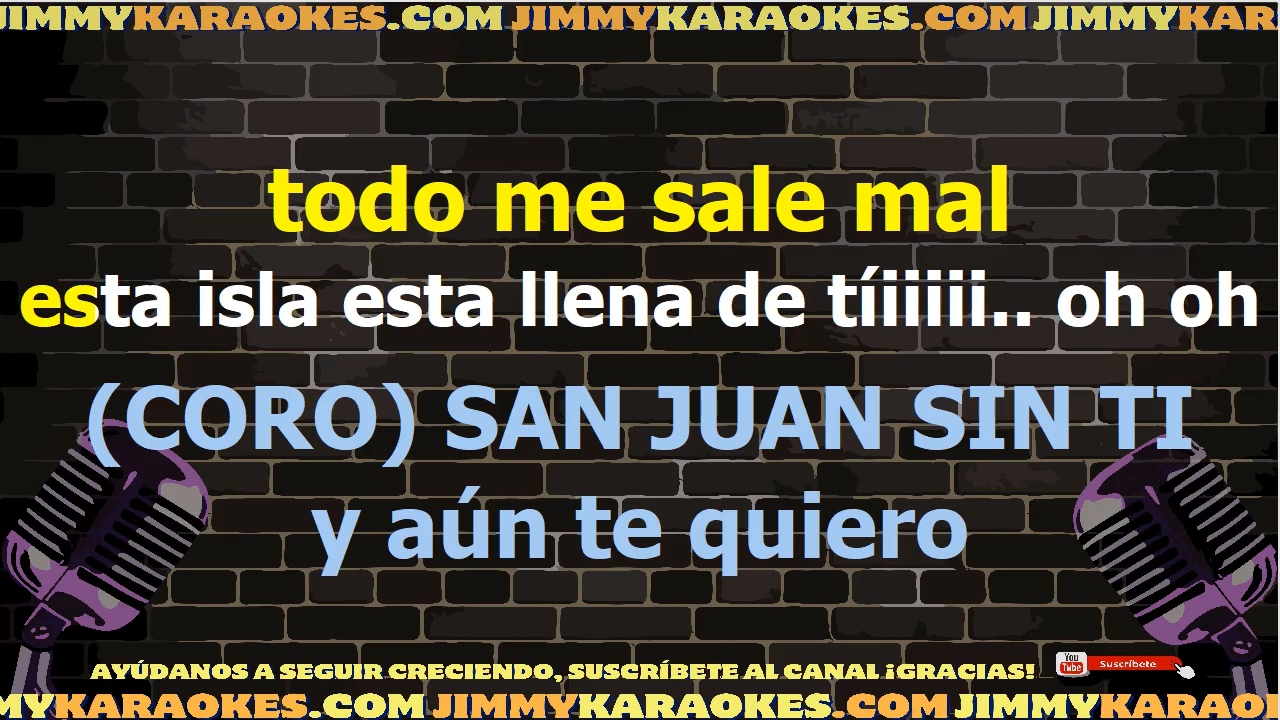 JIMMYKARAOKES.COM JIMMYKARAOKES.COM JIMMYKAR
todo me sale mal
esta isla esta llena de tíiiiii.. oh oh
(CORO) SAN JUAN SIN TI
y aún te quiero
AYÚDANOS A SEGUIR CRECIENDO, SUSCRÍBETE AL CANAL ¡GRACIAS!
You Tube Suscríbete
MYKARAOKES.COM JIMMYKARAOKES.COM JIMMYKARAOI